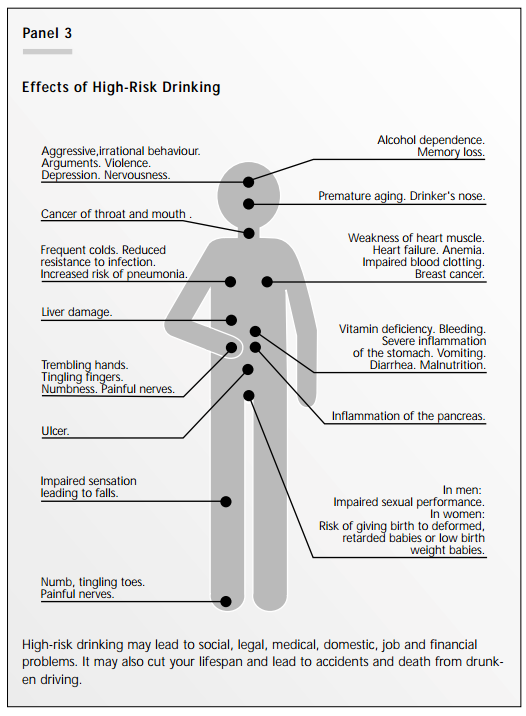 Panel 3
Effects of High-Risk Drinking
Aggressive,irrational behaviour.
Arguments. Violence.
Depression. Nervousness.
Alcohol dependence.
Memory loss.
Premature aging. Drinker's nose.
Cancer of throat and mouth .
Frequent colds. Reduced
resistance to infection.
Increased risk of pneumonia.
Weakness of heart muscle.
Heart failure. Anemia.
Impaired blood clotting.
Breast cancer.
Liver damage.
Vitamin deficiency. Bleeding.
Severe inflammation
of the stomach. Vomiting.
Diarrhea. Malnutrition.
Trembling hands.
Tingling fingers.
Numbness. Painful nerves.
Inflammation of the pancreas.
Ulcer.
Impaired sensation
leading to falls.
In men:
Impaired sexual performance.
In women:
Risk of giving birth to deformed,
retarded babies or low birth
weight babies.
Numb, tingling toes.
Painful nerves.
High-risk drinking may lead to social, legal, medical, domestic, job and financial
problems. It may also cut your lifespan and lead to accidents and death from drunk-
en driving.